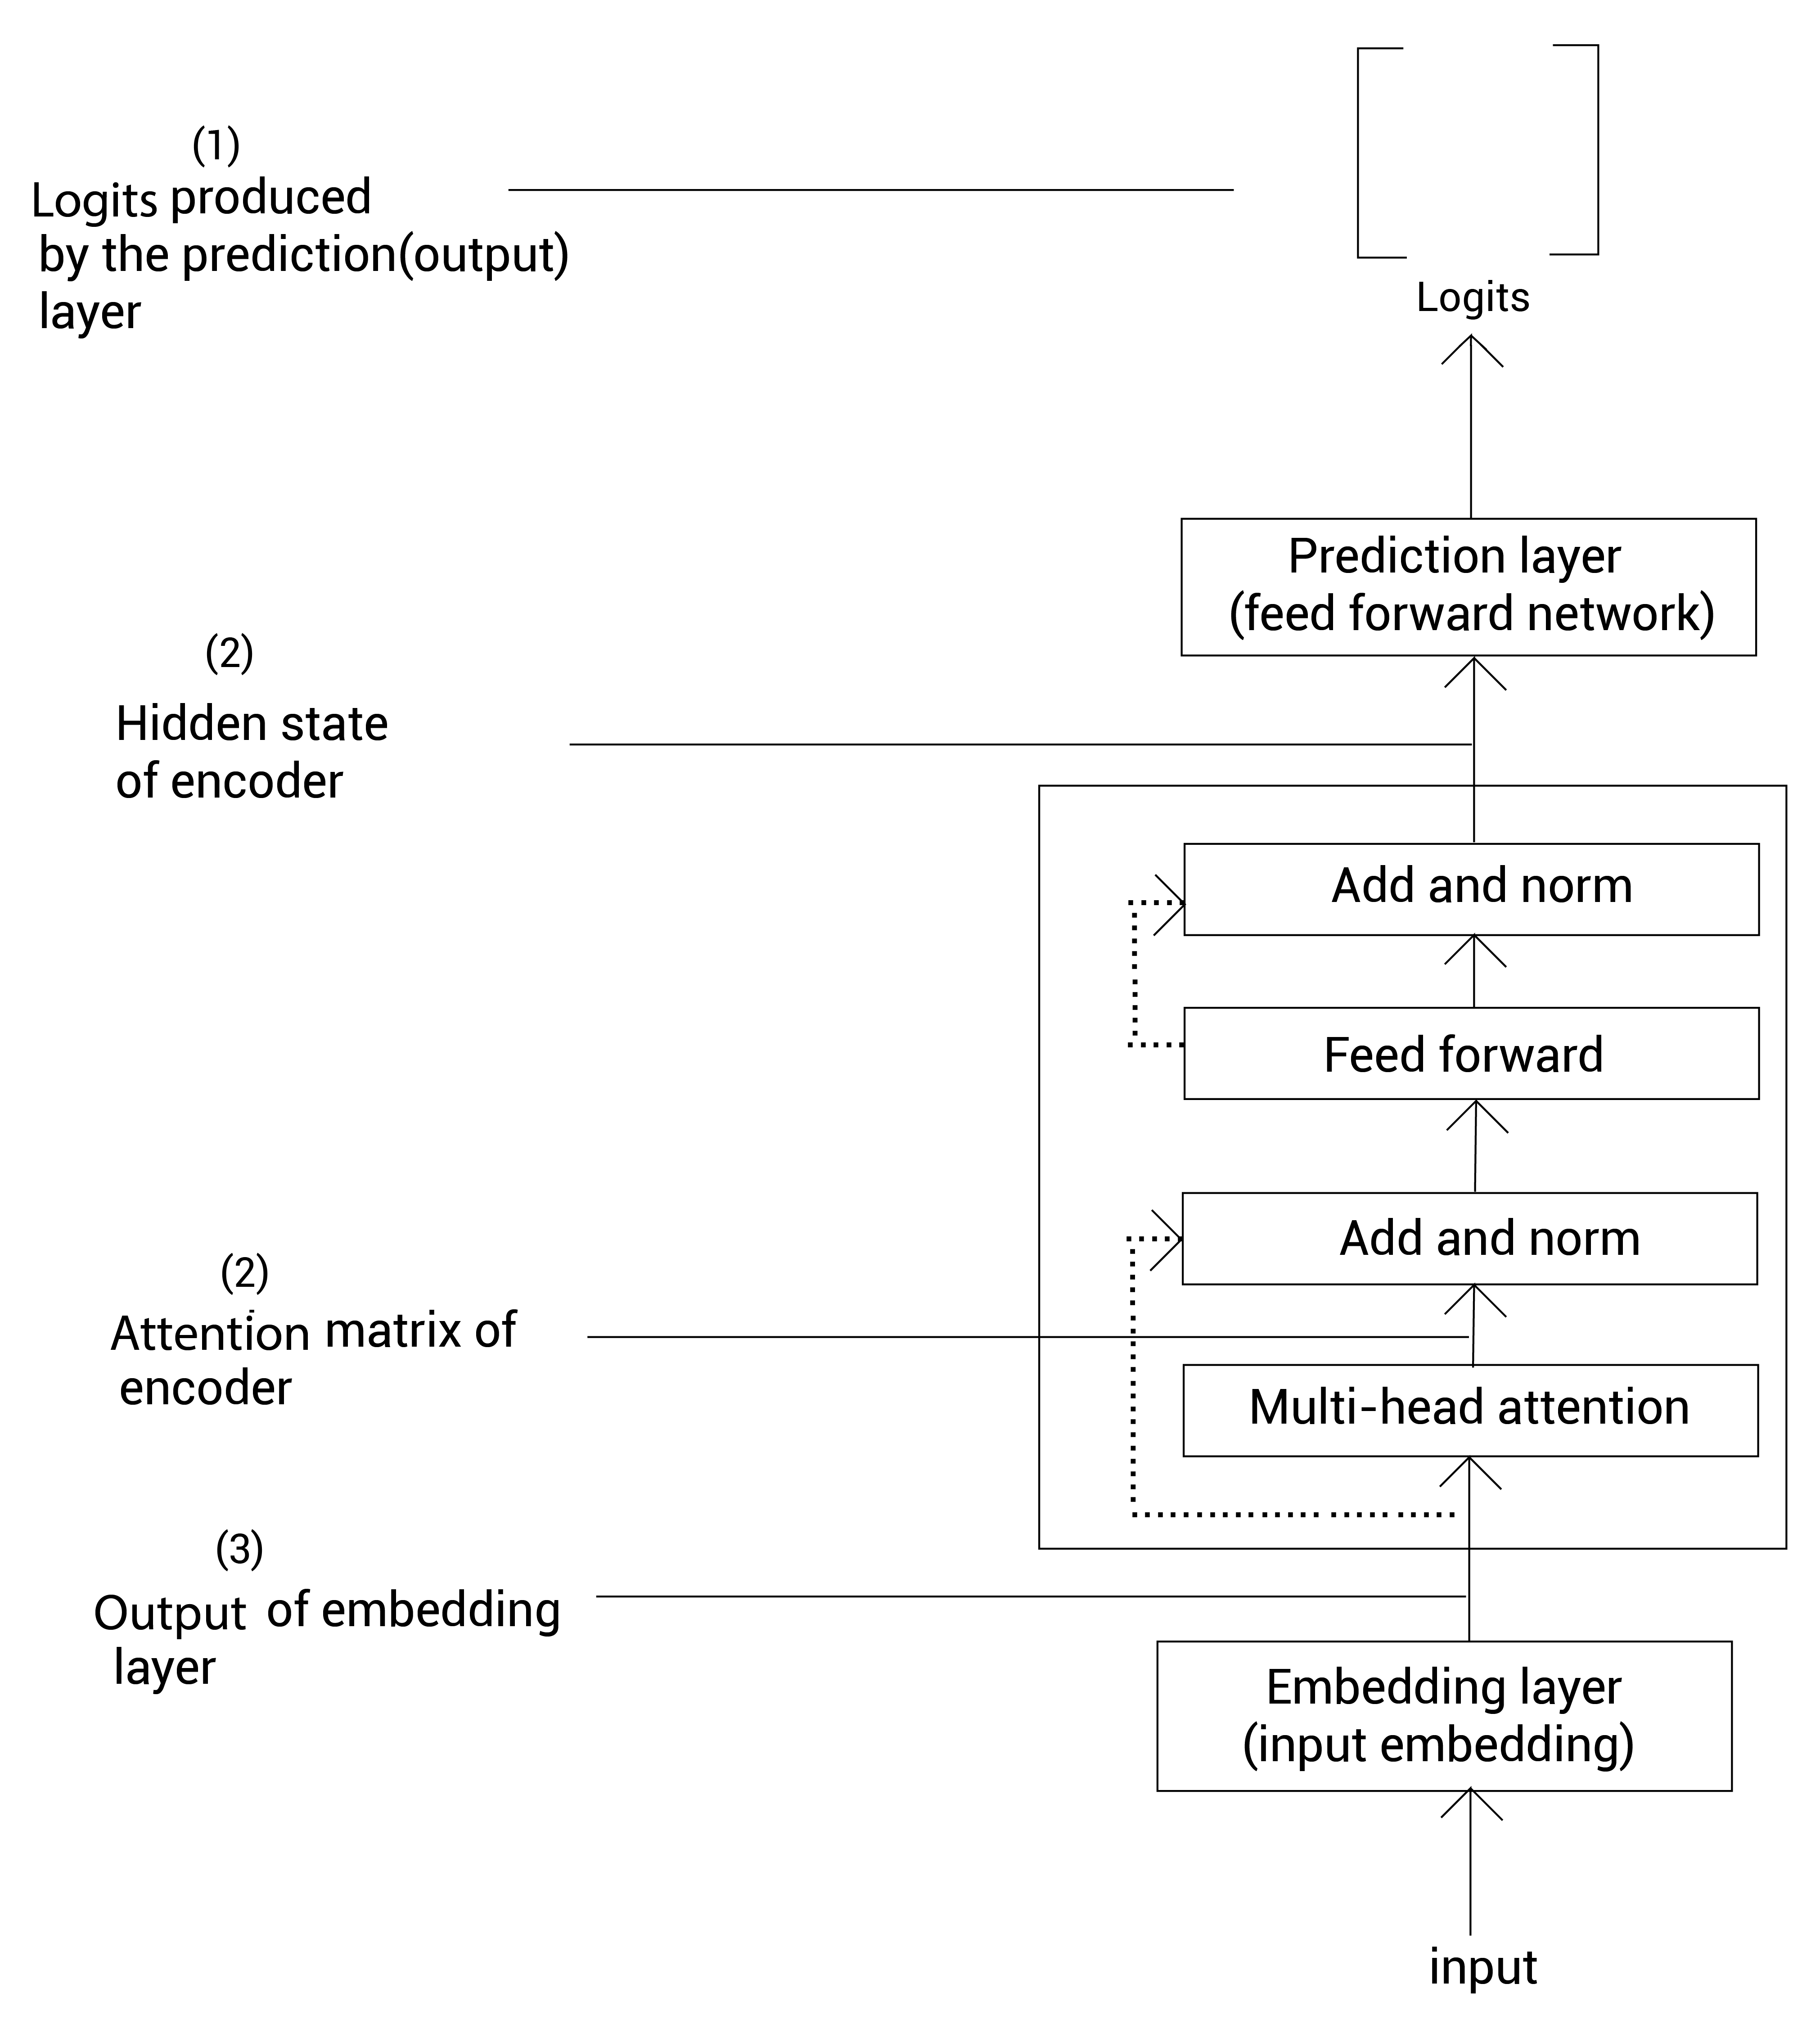 (1)
Logits produced
by the prediction(output)
layer
Logits
Prediction layer
(feed forward network)
(2)
Hidden state
of encoder
Add and norm
Feed forward
Add and norm
(2)
Attention matrix of
encoder
Multi-head attention
(3)
Output of embedding
layer
Embedding layer
(input embedding)
input